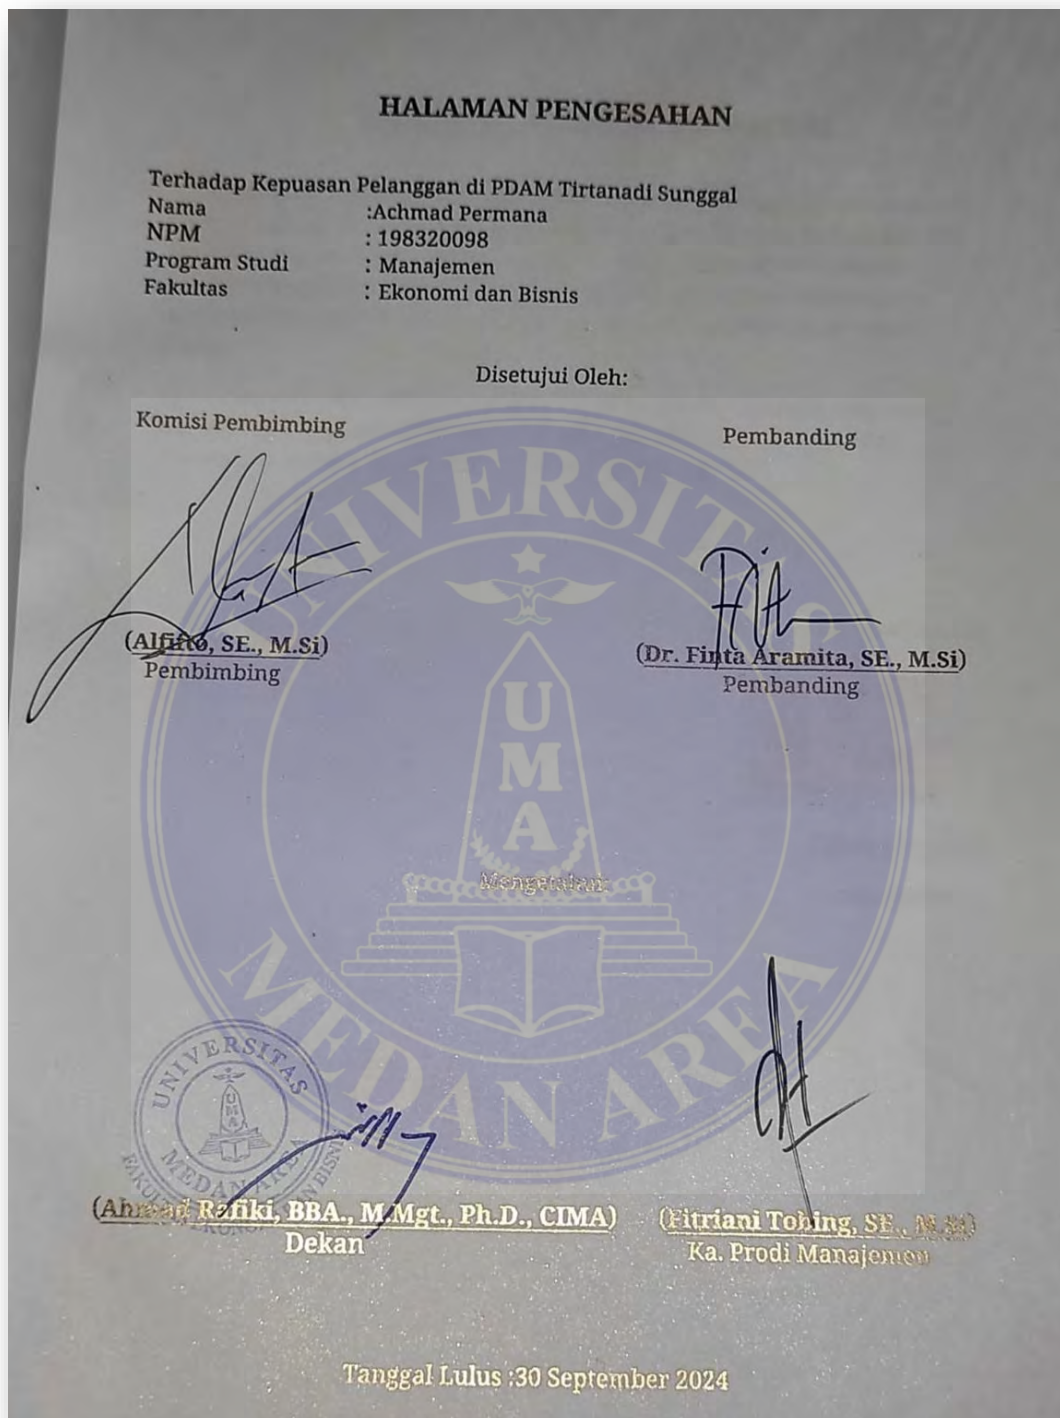 HALAMAN PENGESAHAN
Terhadap Kepuasan Pelanggan di PDAM Tirtanadi Sunggal
Nama :Achmad Permana
NPM : 198320098
Program Studi : Manajemen
Fakultas : Ekonomi dan Bisnis
Disetujui Oleh:
Komisi Pembimbing Pembanding
UNIVERSITAS
(Alfifto, SE., M.Si) (Dr. Finta Aramita, SE., M.Si)
Pembimbing Pembanding
U
M
A
Mengetahui:
MEDAN AREA
UNIVERSITAS
UMA
MEDAN AREA
(Ahmad Rafiki, BBA., M.Mgt., Ph.D., CIMA) (Fitriani Tobing, SE., M.Si)
Dekan Ka. Prodi Manajemen
Tanggal Lulus :30 September 2024